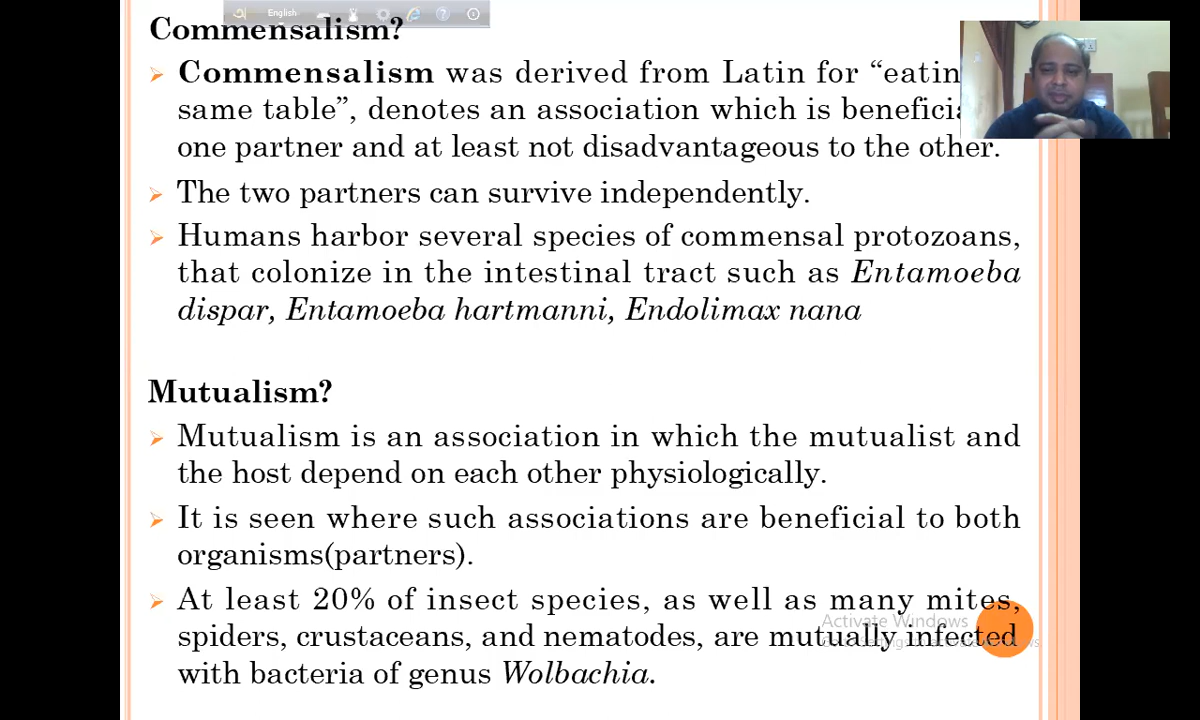 English
Commensalism?
➢ Commensalism was derived from Latin for “eatin
same table”, denotes an association which is benefici
one partner and at least not disadvantageous to the other.
➢ The two partners can survive independently.
➢ Humans harbor several species of commensal protozoans,
that colonize in the intestinal tract such as Entamoeba
dispar, Entamoeba hartmanni, Endolimax nana
Mutualism?
➢ Mutualism is an association in which the mutualist and
the host depend on each other physiologically.
➢ It is seen where such associations are beneficial to both
organisms(partners).
➢ At least 20% of insect species, as well as many mites,
Activate Windows
spiders, crustaceans, and nematodes, are mutually infected
with bacteria of genus Wolbachia.